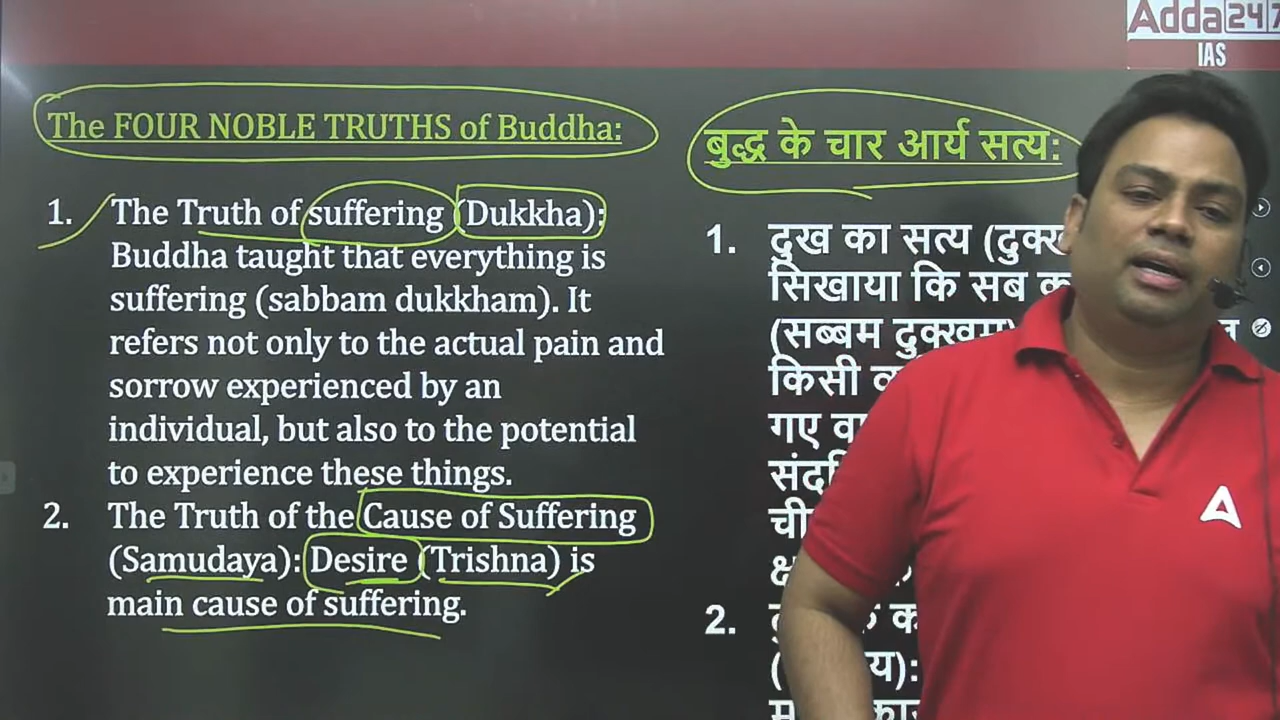 Adda247
IAS
The FOUR NOBLE TRUTHS of Buddha:
1. The Truth of suffering (Dukkha):
Buddha taught that everything is
suffering (sabbam dukkham). It
refers not only to the actual pain and
sorrow experienced by an
individual, but also to the potential
to experience these things.
2. The Truth of the Cause of Suffering
(Samudaya): Desire (Trishna) is
main cause of suffering.
बुद्ध के चार आर्य सत्य:
1. दुख का सत्य
सिखाया कि सब
(सब्बम दुक्खम)
किसी
गए
2.